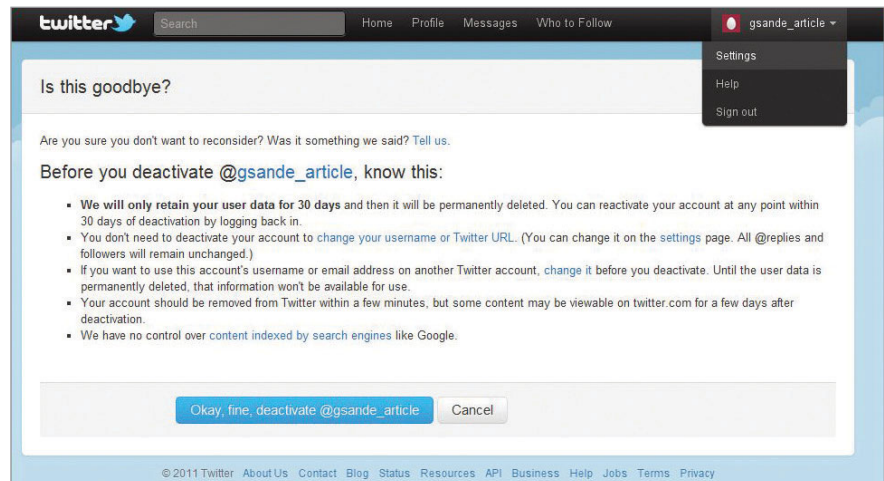 twitter Search Home Profile Messages Who to Follow gsande_article
Settings
Help
Sign out
Is this goodbye?
Are you sure you don't want to reconsider? Was it something we said? Tell us.
Before you deactivate @gsande_article, know this:
We will only retain your user data for 30 days and then it will be permanently deleted. You can reactivate your account at any point within
30 days of deactivation by logging back in.
You don't need to deactivate your account to change your username or Twitter URL. (You can change it on the settings page. All @replies and
followers will remain unchanged.)
If you want to use this account's username or email address on another Twitter account, change it before you deactivate. Until the user data is
permanently deleted, that information won't be available for use.
Your account should be removed from Twitter within a few minutes, but some content may be viewable on twitter.com for a few days after
deactivation.
We have no control over content indexed by search engines like Google.
Okay, fine, deactivate @gsande_article Cancel
© 2011 Twitter About Us Contact Blog Status Resources API Business Help Jobs Terms Privacy